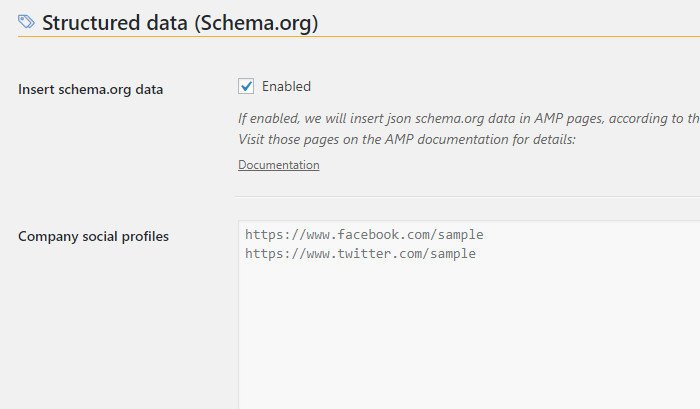 Structured data (Schema.org)
Insert schema.org data
Enabled
If enabled, we will insert json schema.org data in AMP pages, according to th
Visit those pages on the AMP documentation for details:
Documentation
Company social profiles
https://www.facebook.com/sample
https://www.twitter.com/sample